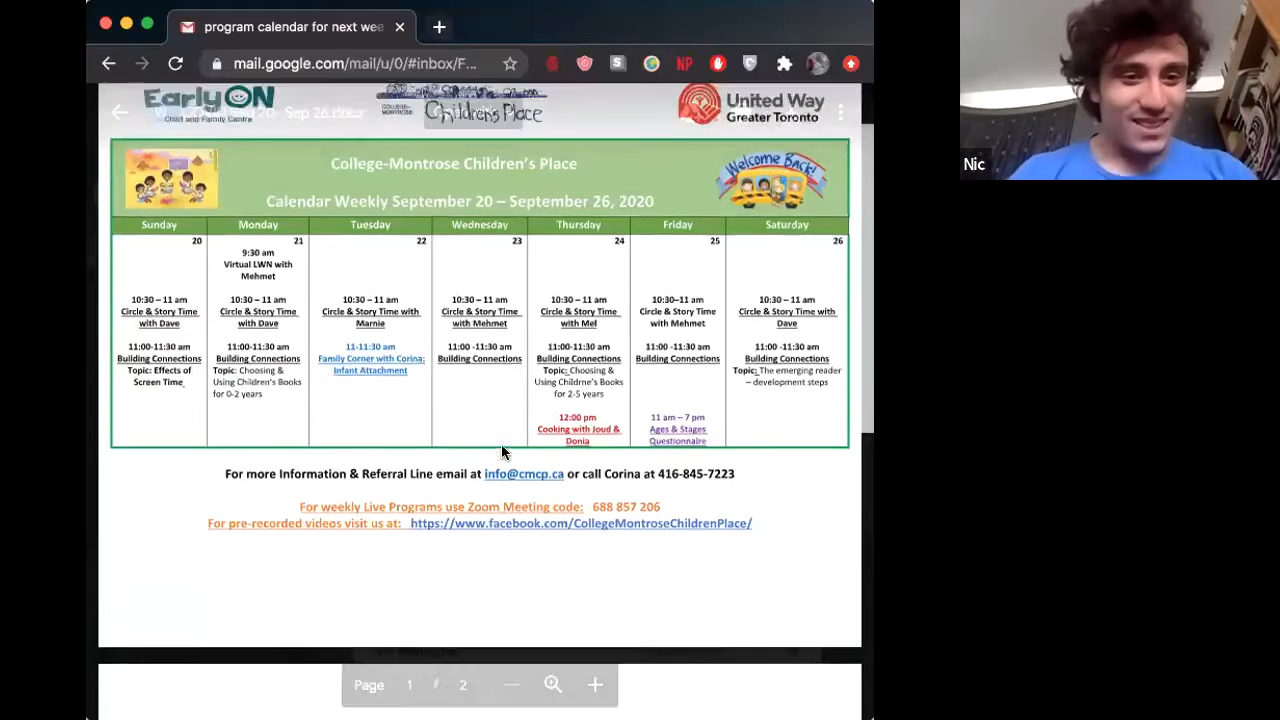 program calendar for next wee
mail.google.com/mail/u/0/#inbox/F...
NP
EarlyON
Child and Family Centre
COLLEGE-MONTROSE
Children's Place
United Way
Greater Toronto
College-Montrose Children's Place
Welcome Back!
Calendar Weekly September 20 – September 26, 2020
Sunday Monday Tuesday Wednesday Thursday Friday Saturday
20 21 22 23 24 25 26
9:30 am
Virtual LWN with
Mehmet
10:30 – 11 am
Circle & Story Time
with Dave
11:00-11:30 am
Building Connections
Topic: Effects of
Screen Time
10:30 – 11 am
Circle & Story Time
with Dave
11:00-11:30 am
Building Connections
Topic: Choosing &
Using Children's Books
for 0-2 years
10:30 – 11 am
Circle & Story Time with
Marnie
11-11:30 am
Family Corner with Corina:
Infant Attachment
10:30 – 11 am
Circle & Story Time
with Mehmet
11:00 -11:30 am
Building Connections
10:30 – 11 am
Circle & Story Time
with Mel
11:00-11:30 am
Building Connections
Topic: Choosing &
Using Childrne's Books
for 2-5 years
12:00 pm
Cooking with Joud &
Donia
10:30–11 am
Circle & Story Time
with Mehmet
11:00 -11:30 am
Building Connections
11 am – 7 pm
Ages & Stages
Questionnaire
10:30 – 11 am
Circle & Story Time with
Dave
11:00 -11:30 am
Building Connections
Topic: The emerging reader
– development steps
For more Information & Referral Line email at info@cmcp.ca or call Corina at 416-845-7223
For weekly Live Programs use Zoom Meeting code: 688 857 206
For pre-recorded videos visit us at: https://www.facebook.com/CollegeMontroseChildrenPlace/
Page 1 / 2
Nic